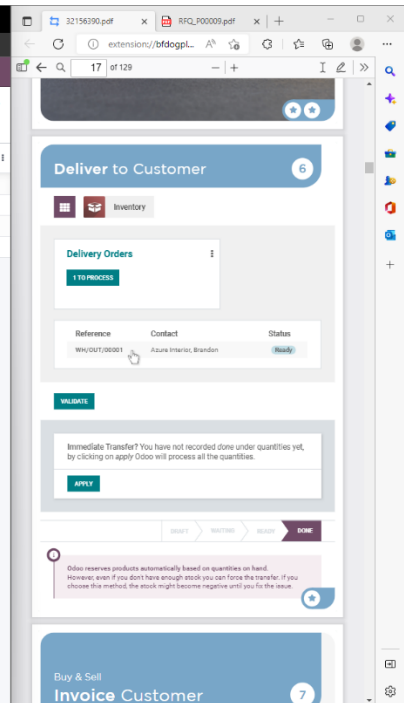 32156390.pdf
RFQ_P00009.pdf
extension://bfdogpl...
17 of 129
Deliver to Customer
6
Inventory
Delivery Orders
1 TO PROCESS
Reference Contact Status
WH/OUT/00001 Azure Interior, Brandon Ready
VALIDATE
Immediate Transfer? You have not recorded done under quantities yet,
by clicking on apply Odoo will process all the quantities.
APPLY
DRAFT WAITING READY DONE
Odoo reserves products automatically based on quantities on hand.
However, even if you don't have enough stock you can force the transfer. If you
choose this method, the stock might become negative until you fix the issue.
Buy & Sell
Invoice Customer
7